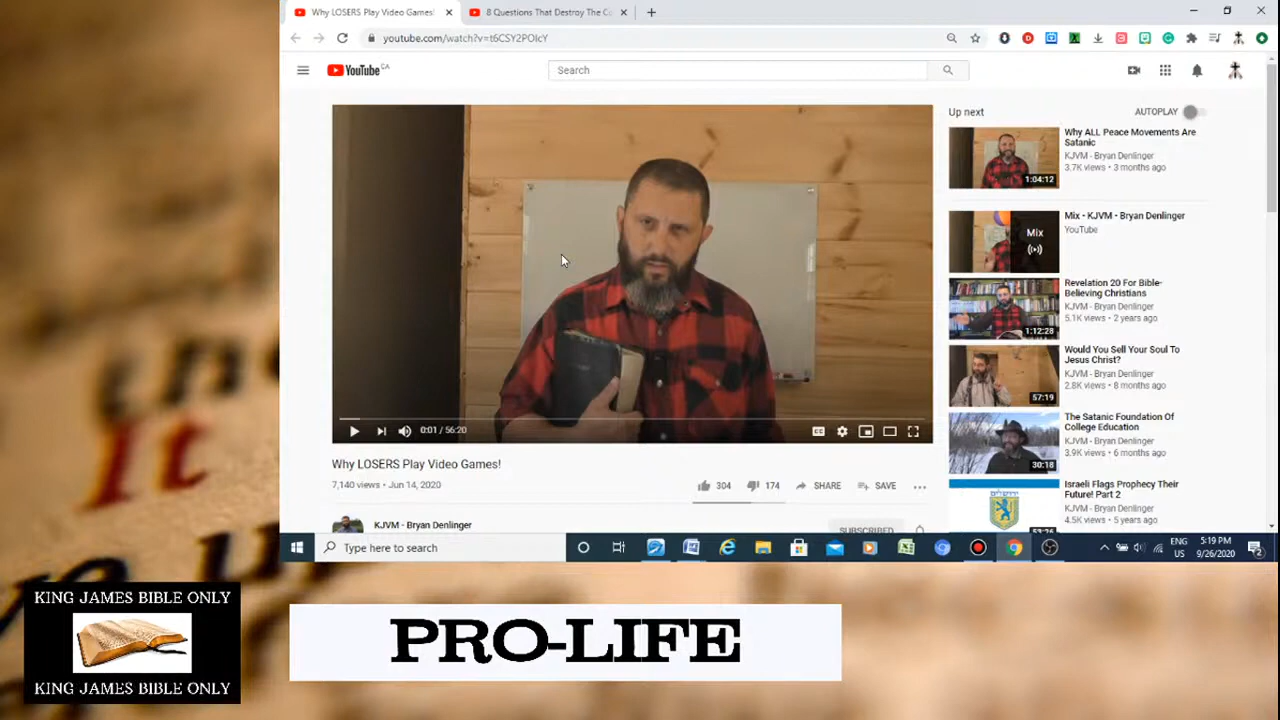 Why LOSERS Play Video Games!
8 Questions That Destroy The Co
youtube.com/watch?v=t6CSY2POIcY
YouTube CA
Search
Up next
AUTOPLAY
Why ALL Peace Movements Are
Satanic
KJVM - Bryan Denlinger
3.7K views • 3 months ago
1:04:12
Mix - KJVM - Bryan Denlinger
YouTube
Mix
Revelation 20 For Bible-
Believing Christians
KJVM - Bryan Denlinger
5.1K views • 2 years ago
1:12:28
Would You Sell Your Soul To
Jesus Christ?
KJVM - Bryan Denlinger
2.8K views • 8 months ago
57:19
The Satanic Foundation Of
College Education
KJVM - Bryan Denlinger
3.9K views • 6 months ago
30:18
Israeli Flags Prophecy Their
Future! Part 2
KJVM - Bryan Denlinger
4.5K views • 5 years ago
0:01 / 56:20
Why LOSERS Play Video Games!
7,140 views • Jun 14, 2020
304
174
SHARE
SAVE
KJVM - Bryan Denlinger
SUBSCRIBED
Type here to search
ENG
US
5:19 PM
9/26/2020
2
It
KING JAMES BIBLE ONLY
KING JAMES BIBLE ONLY
PRO-LIFE